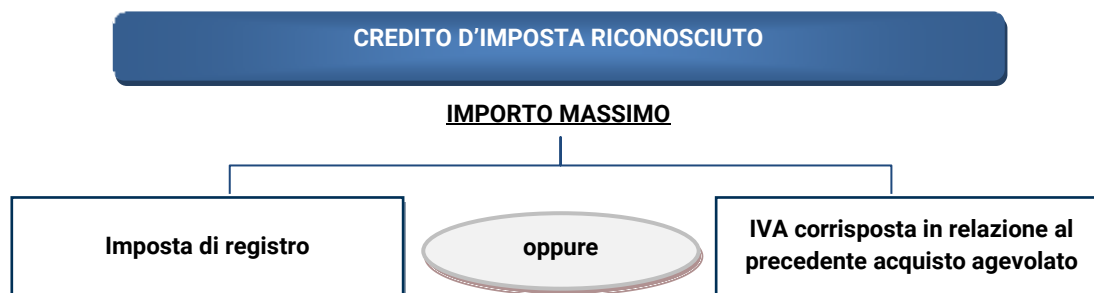 CREDITO D’IMPOSTA RICONOSCIUTO
IMPORTO MASSIMO
Imposta di registro
oppure
IVA corrisposta in relazione al
precedente acquisto agevolato